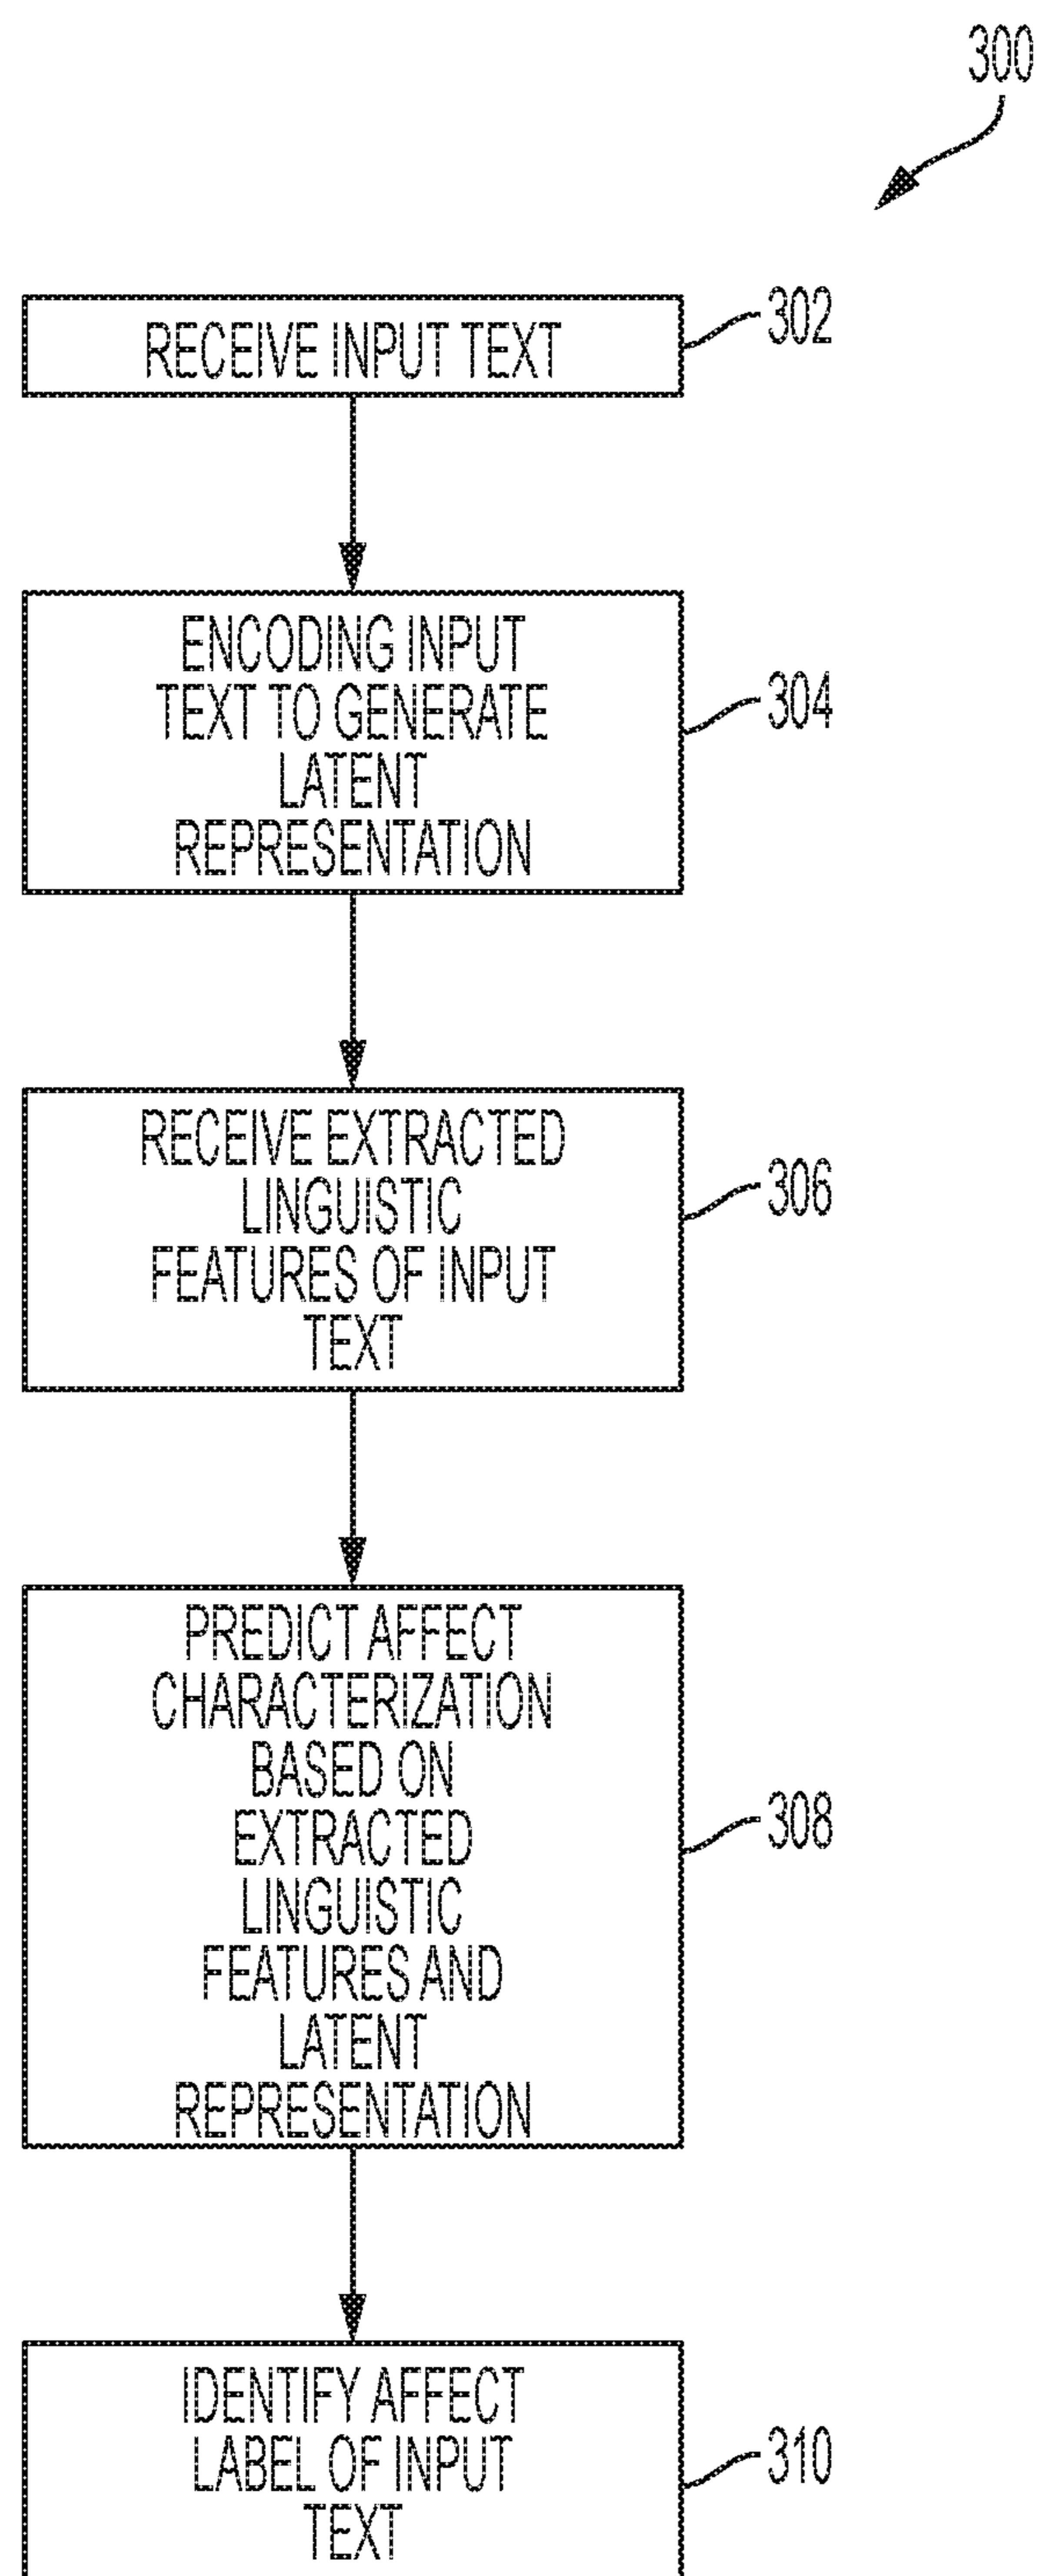 300
RECEIVE INPUT TEXT
302
ENCODING INPUT
TEXT TO GENERATE
LATENT
REPRESENTATION
304
RECEIVE EXTRACTED
LINGUISTIC
FEATURES OF INPUT
TEXT
306
PREDICT AFFECT
CHARACTERIZATION
BASED ON
EXTRACTED
LINGUISTIC
FEATURES AND
LATENT
REPRESENTATION
308
IDENTIFY AFFECT
LABEL OF INPUT
TEXT
310